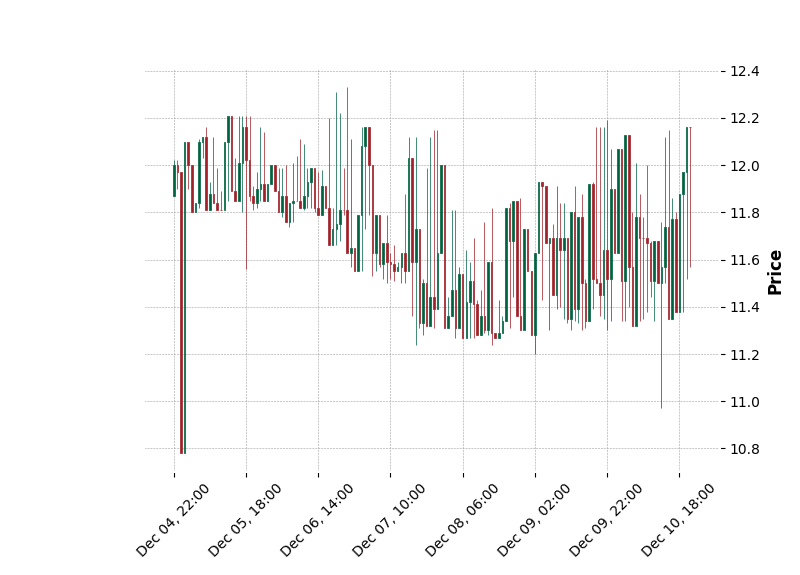 12.4
12.2
12.0
11.8
11.6
11.4
11.2
11.0
10.8
Price
Dec 04, 22:00
Dec 05, 18:00
Dec 06, 14:00
Dec 07, 10:00
Dec 08, 06:00
Dec 09, 02:00
Dec 09, 22:00
Dec 10, 18:00